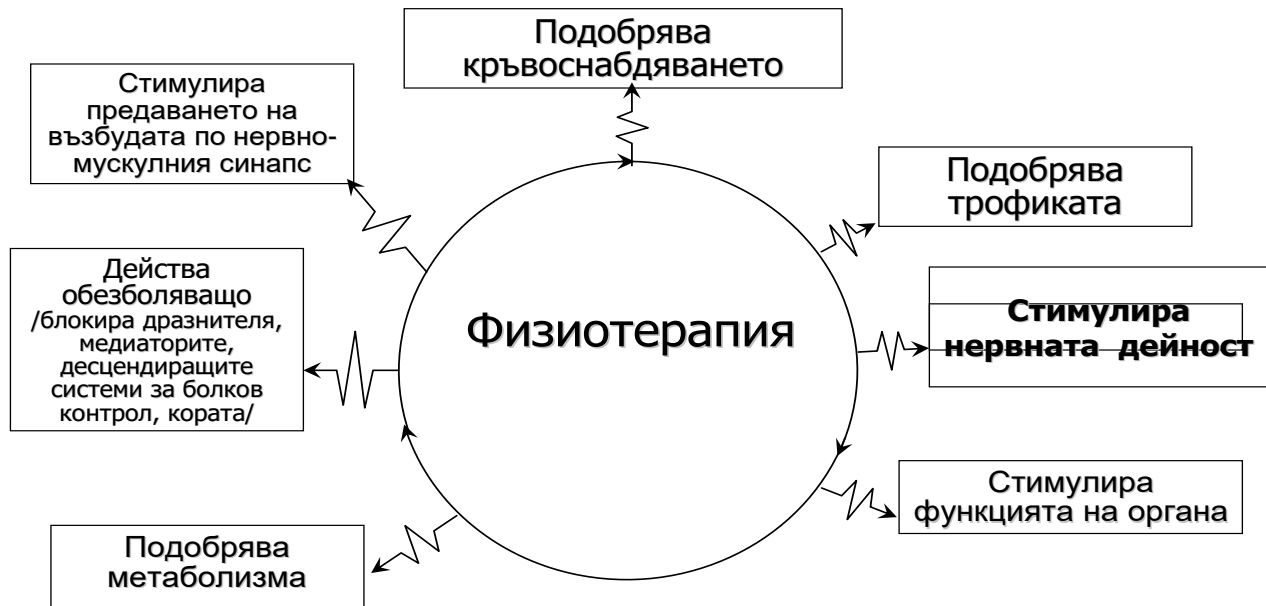 Подобрява
кръвоснабдяването
Стимулира
предаването на
възбудата по нервно-
мускулния синапс
Подобрява
трофиката
Действа
обезболяващо
/блокира дразнителя,
медиаторите,
десцендиращите
системи за болков
контрол, кората/
Физиотерапия
Стимулира
нервната дейност
Стимулира
функцията на органа
Подобрява
метаболизма